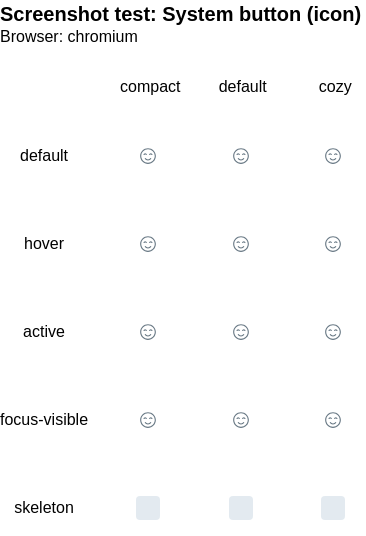 Screenshot test: System button (icon)
Browser: chromium
compact default cozy
default
hover
active
focus-visible
skeleton